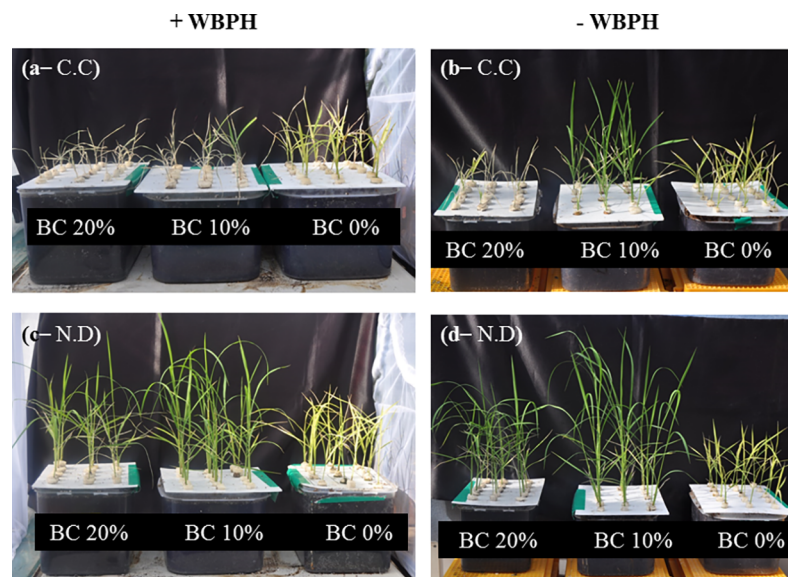 + WBPH
- WBPH
(a– C.C)
BC 20%
BC 10%
BC 0%
(b– C.C)
BC 20%
BC 10%
BC 0%
(c– N.D)
BC 20%
BC 10%
BC 0%
(d– N.D)
BC 20%
BC 10%
BC 0%